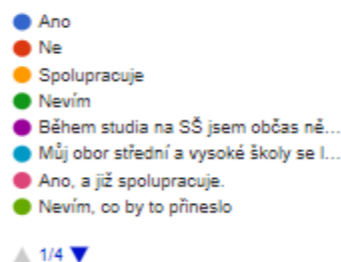 Ano
Ne
Spolupracuje
Nevím
Během studia na SŠ jsem občas ně...
Můj obor střední a vysoké školy se l...
Ano, a již spolupracuje.
Nevím, co by to přineslo
1/4